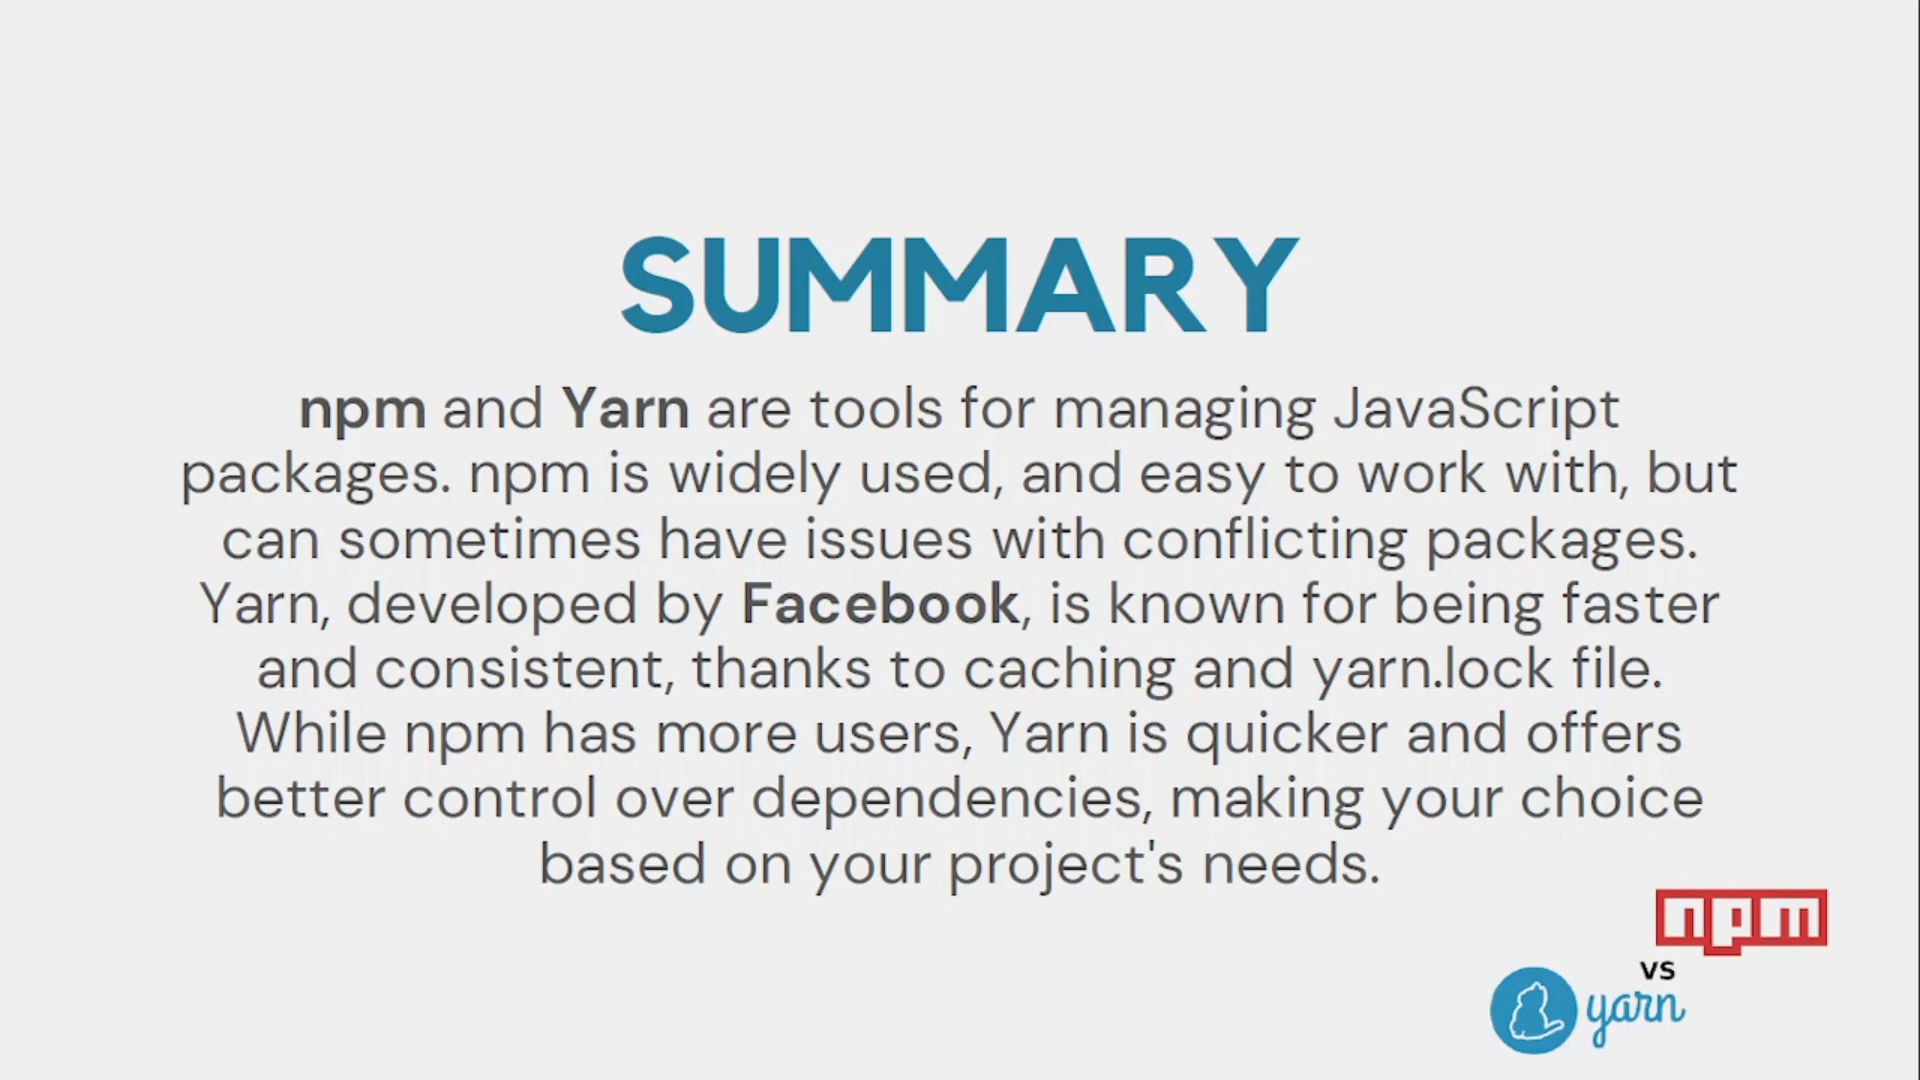 SUMMARY
npm and Yarn are tools for managing JavaScript
packages. npm is widely used, and easy to work with, but
can sometimes have issues with conflicting packages.
Yarn, developed by Facebook, is known for being faster
and consistent, thanks to caching and yarn.lock file.
While npm has more users, Yarn is quicker and offers
better control over dependencies, making your choice
based on your project's needs.
npm
vs
yarn